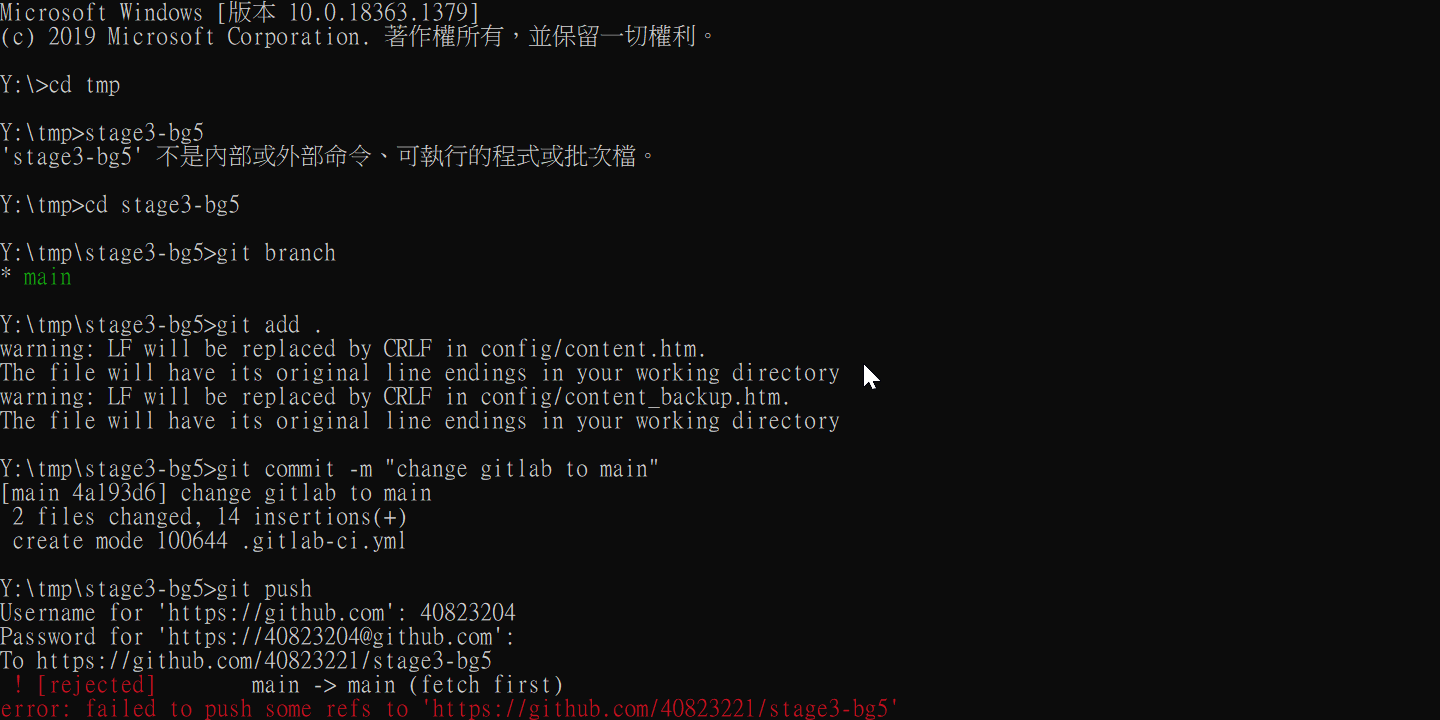 Microsoft Windows [版本 10.0.18363.1379]
(c) 2019 Microsoft Corporation. 著作權所有，並保留一切權利。
Y:\>cd tmp
Y:\tmp>stage3-bg5
'stage3-bg5' 不是內部或外部命令、可執行的程式或批次檔。
Y:\tmp>cd stage3-bg5
Y:\tmp\stage3-bg5>git branch
* main
Y:\tmp\stage3-bg5>git add .
warning: LF will be replaced by CRLF in config/content.htm.
The file will have its original line endings in your working directory
warning: LF will be replaced by CRLF in config/content_backup.htm.
The file will have its original line endings in your working directory
Y:\tmp\stage3-bg5>git commit -m "change gitlab to main"
[main 4a193d6] change gitlab to main
 2 files changed, 14 insertions(+)
 create mode 100644 .gitlab-ci.yml
Y:\tmp\stage3-bg5>git push
Username for 'https://github.com': 40823204
Password for 'https://40823204@github.com':
To https://github.com/40823221/stage3-bg5
 ! [rejected]        main -> main (fetch first)
error: failed to push some refs to 'https://github.com/40823221/stage3-bg5'